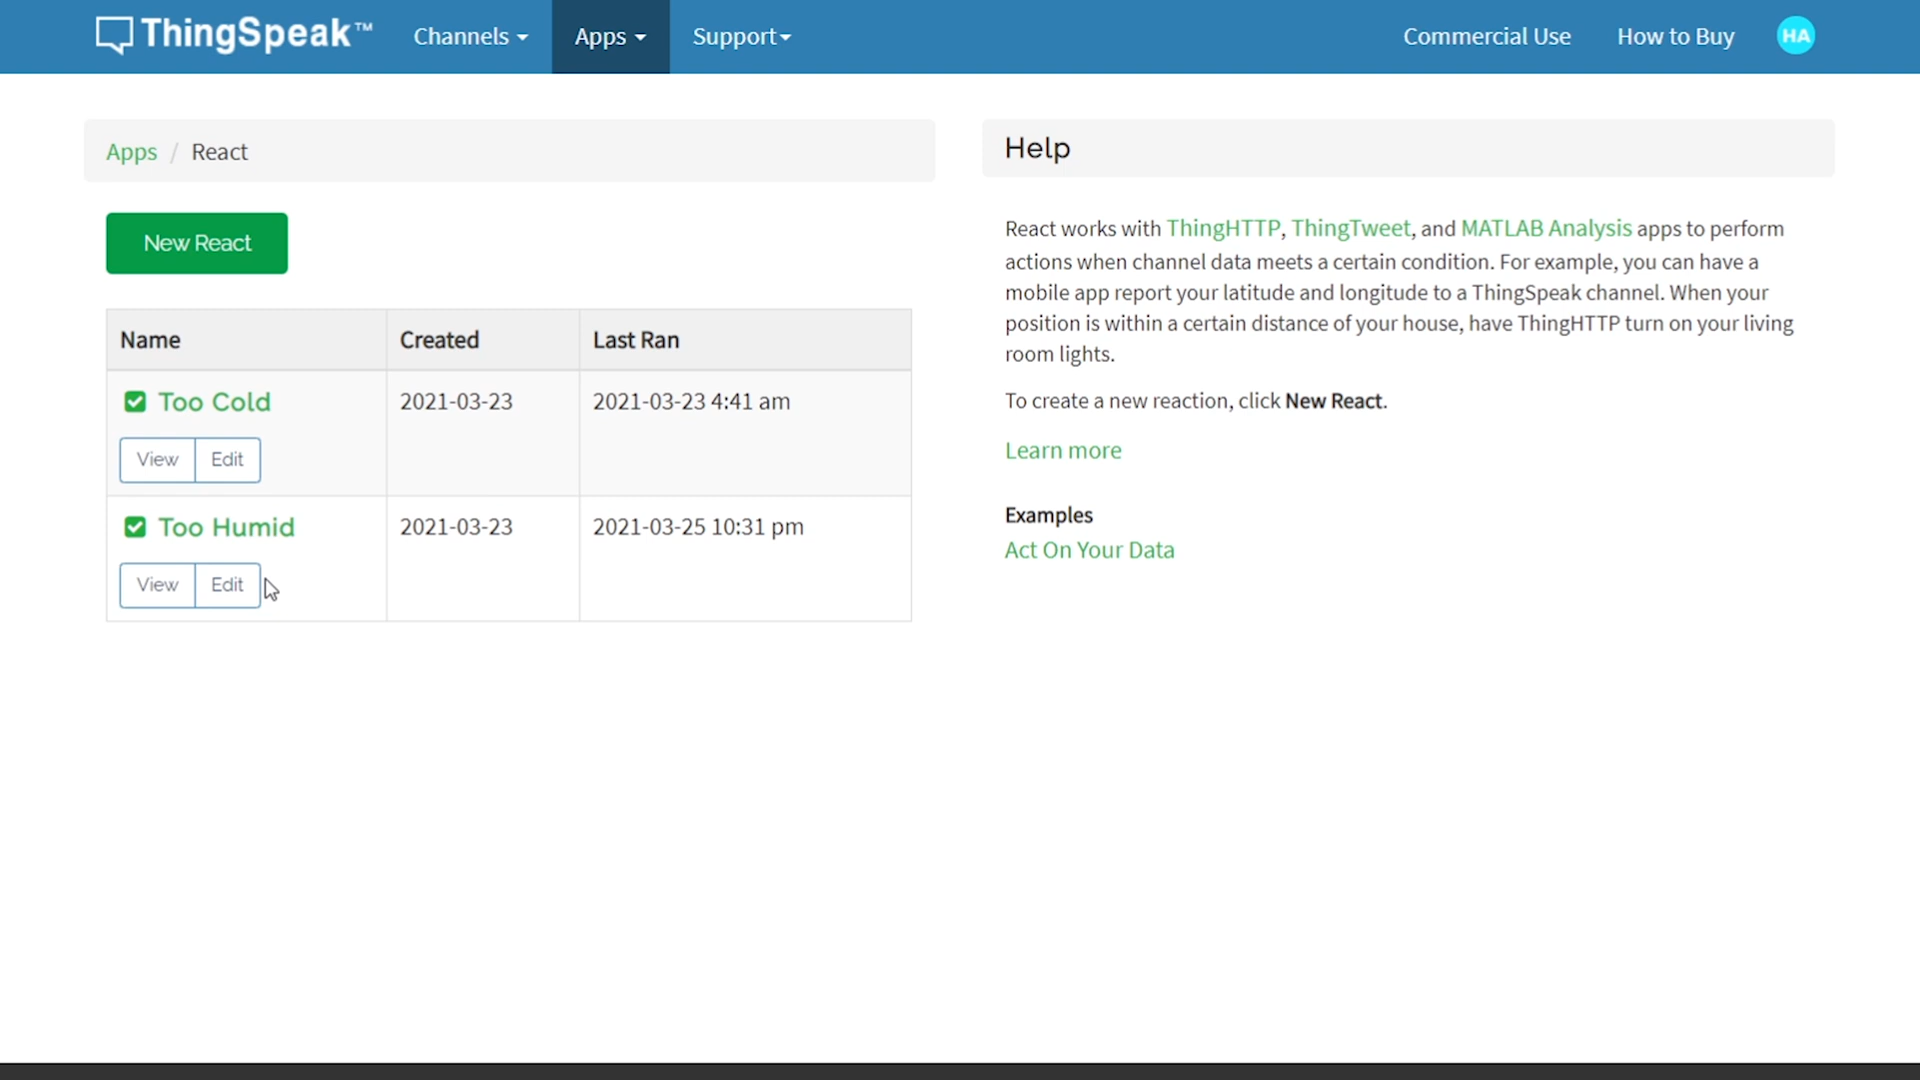 ThingSpeak™ Channels Apps Support Commercial Use How to Buy HA
Apps / React
New React
Name Created Last Ran
Too Cold 2021-03-23 2021-03-23 4:41 am
View Edit
Too Humid 2021-03-23 2021-03-25 10:31 pm
View Edit
Help
React works with ThingHTTP, ThingTweet, and MATLAB Analysis apps to perform
actions when channel data meets a certain condition. For example, you can have a
mobile app report your latitude and longitude to a ThingSpeak channel. When your
position is within a certain distance of your house, have ThingHTTP turn on your living
room lights.
To create a new reaction, click New React.
Learn more
Examples
Act On Your Data